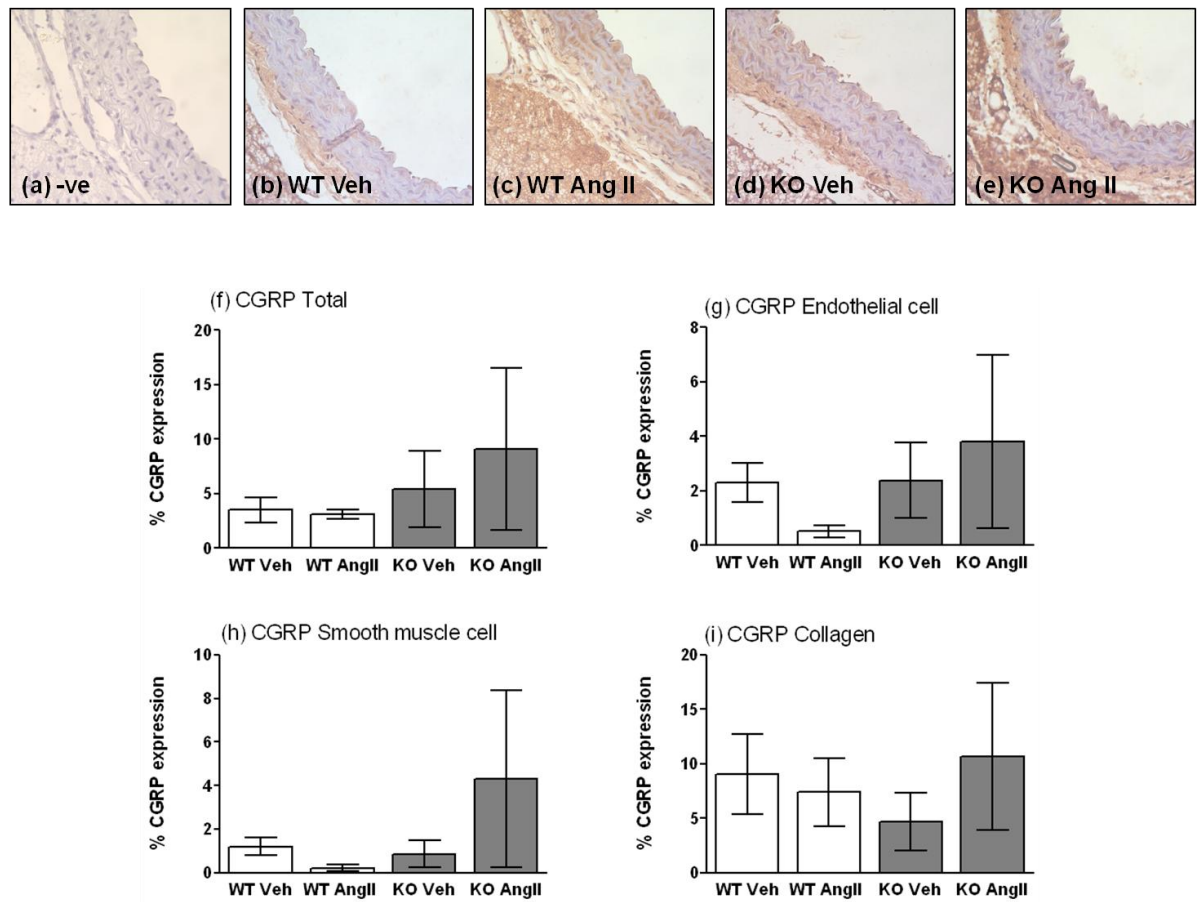 (a) -ve
(b) WT Veh
(c) WT Ang II
(d) KO Veh
(e) KO Ang II
(f) CGRP Total
% CGRP expression
20
15
10
5
0
WT Veh WT AngII KO Veh KO AngII
(g) CGRP Endothelial cell
% CGRP expression
8
6
4
2
0
WT Veh WT AngII KO Veh KO AngII
(h) CGRP Smooth muscle cell
% CGRP expression
10
8
6
4
2
0
WT Veh WT AngII KO Veh KO AngII
(i) CGRP Collagen
% CGRP expression
20
15
10
5
0
WT Veh WT AngII KO Veh KO AngII